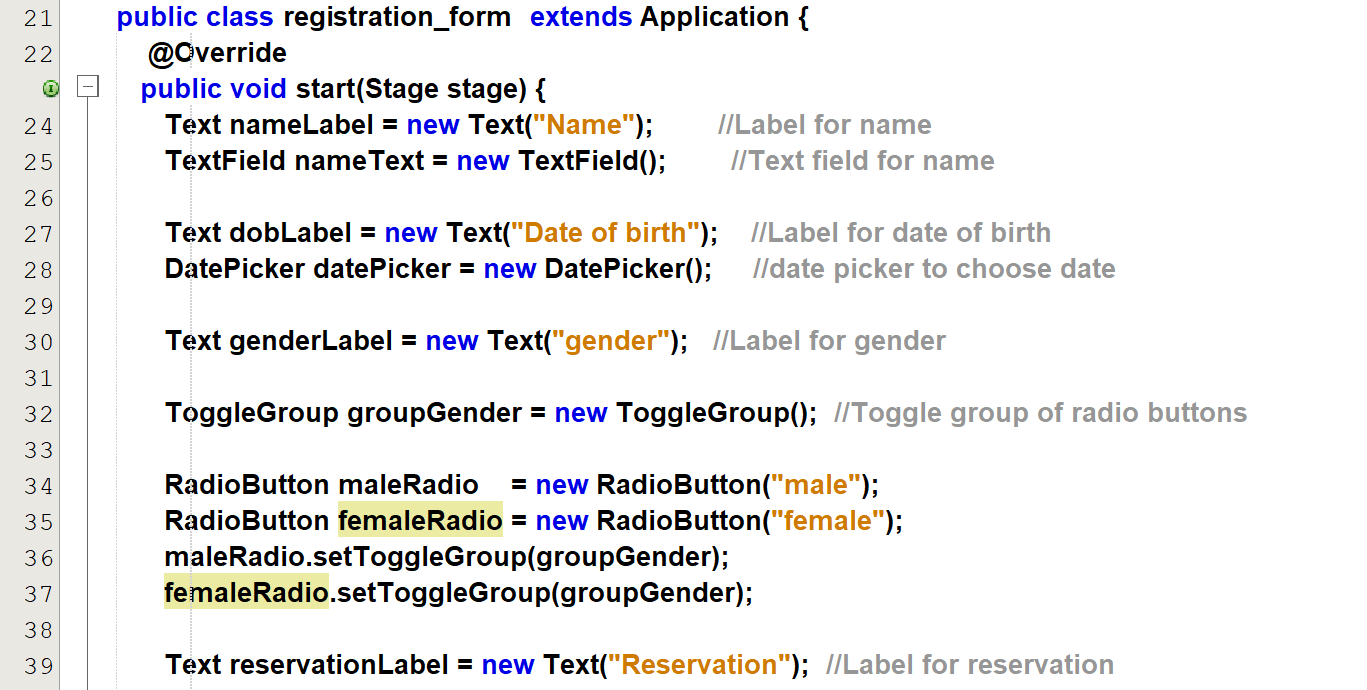 21 public class registration_form extends Application {
22 @Override
public void start(Stage stage) {
24 Text nameLabel = new Text("Name"); //Label for name
25 TextField nameText = new TextField(); //Text field for name
26
27 Text dobLabel = new Text("Date of birth"); //Label for date of birth
28 DatePicker datePicker = new DatePicker(); //date picker to choose date
29
30 Text genderLabel = new Text("gender"); //Label for gender
31
32 ToggleGroup groupGender = new ToggleGroup(); //Toggle group of radio buttons
33
34 RadioButton maleRadio = new RadioButton("male");
35 RadioButton femaleRadio = new RadioButton("female");
36 maleRadio.setToggleGroup(groupGender);
37 femaleRadio.setToggleGroup(groupGender);
38
39 Text reservationLabel = new Text("Reservation"); //Label for reservation